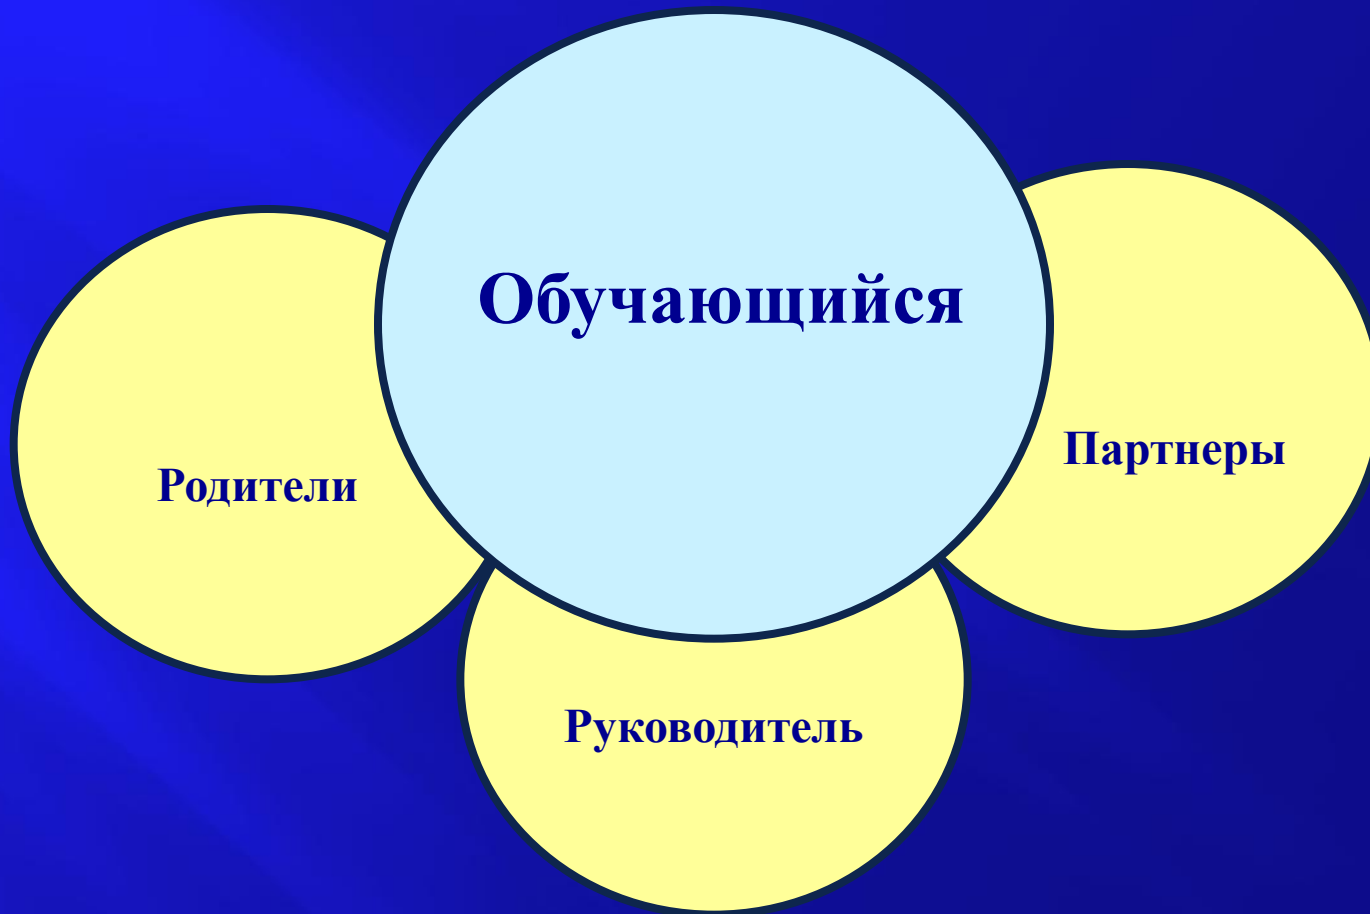 Обучающийся
Партнеры
Родители
Руководитель